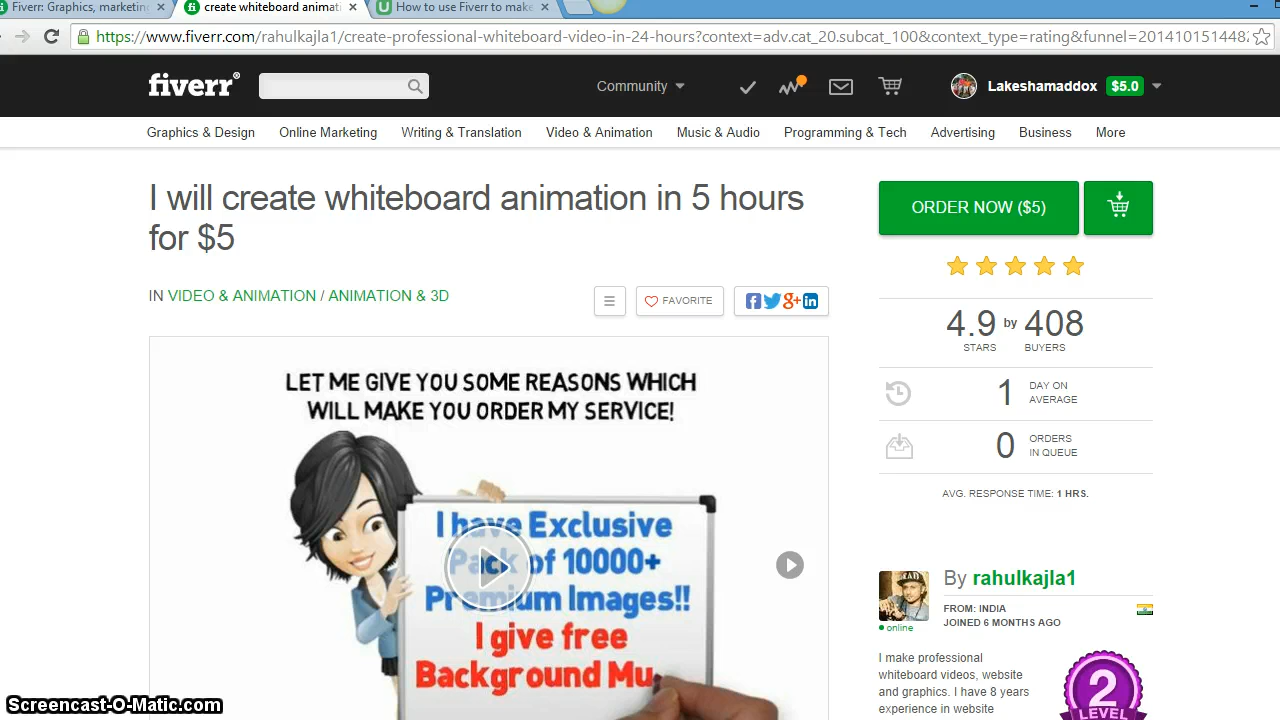 Fiverr: Graphics, marketing
create whiteboard animati
How to use Fiverr to make
https://www.fiverr.com/rahulkajla1/create-professional-whiteboard-video-in-24-hours?context=adv.cat_20.subcat_100&context_type=rating&funnel=201410151448
fiverr®
Community
Lakeshamaddox $5.0
Graphics & Design Online Marketing Writing & Translation Video & Animation Music & Audio Programming & Tech Advertising Business More
I will create whiteboard animation in 5 hours
for $5
ORDER NOW ($5)
IN VIDEO & ANIMATION / ANIMATION & 3D
FAVORITE
4.9 by 408
STARS BUYERS
1 DAY ON
AVERAGE
0 ORDERS
IN QUEUE
AVG. RESPONSE TIME: 1 HRS.
LET ME GIVE YOU SOME REASONS WHICH
WILL MAKE YOU ORDER MY SERVICE!
I have Exclusive
Pack of 10000+
Premium Images!!
I give free
Background Mu
By rahulkajla1
FROM: INDIA
JOINED 6 MONTHS AGO
online
I make professional
whiteboard videos, website
and graphics. I have 8 years
experience in website
2
LEVEL
Screencast-O-Matic.com